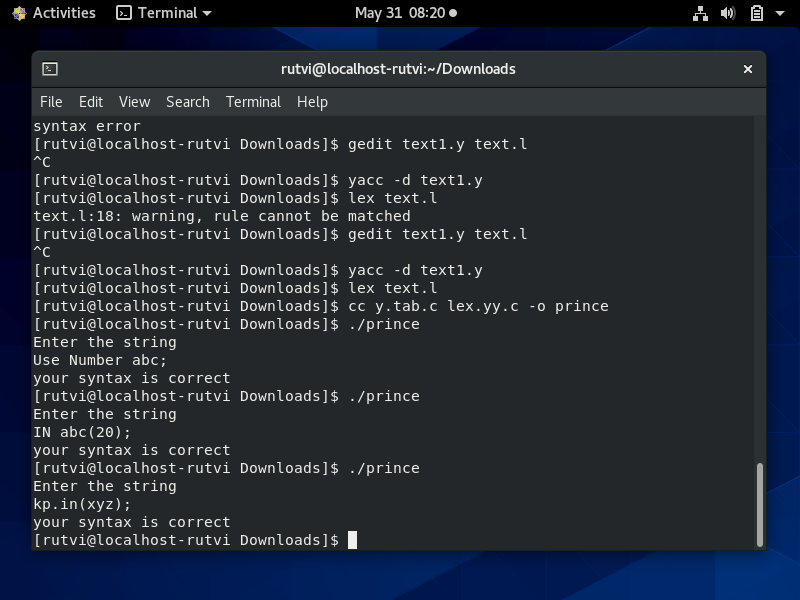 Activities Terminal May 31 08:20
rutvi@localhost-rutvi:~/Downloads
File Edit View Search Terminal Help
syntax error
[rutvi@localhost-rutvi Downloads]$ gedit text1.y text.l
^C
[rutvi@localhost-rutvi Downloads]$ yacc -d text1.y
[rutvi@localhost-rutvi Downloads]$ lex text.l
text.l:18: warning, rule cannot be matched
[rutvi@localhost-rutvi Downloads]$ gedit text1.y text.l
^C
[rutvi@localhost-rutvi Downloads]$ yacc -d text1.y
[rutvi@localhost-rutvi Downloads]$ lex text.l
[rutvi@localhost-rutvi Downloads]$ cc y.tab.c lex.yy.c -o prince
[rutvi@localhost-rutvi Downloads]$ ./prince
Enter the string
Use Number abc;
your syntax is correct
[rutvi@localhost-rutvi Downloads]$ ./prince
Enter the string
IN abc(20);
your syntax is correct
[rutvi@localhost-rutvi Downloads]$ ./prince
Enter the string
kp.in(xyz);
your syntax is correct
[rutvi@localhost-rutvi Downloads]$